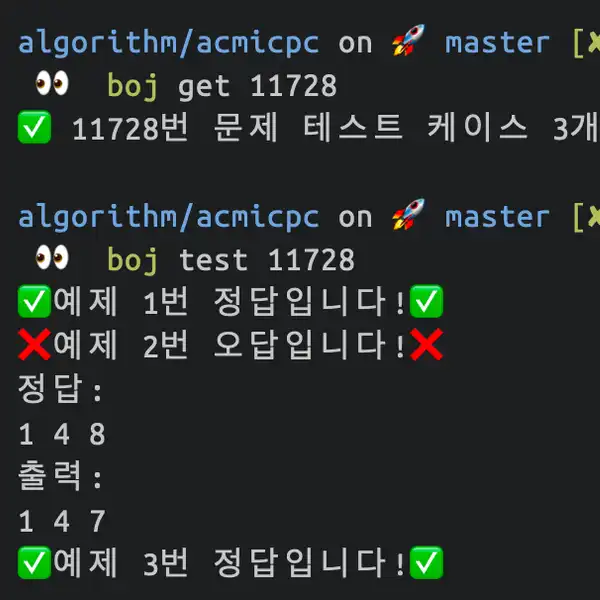 algorithm/acmicpc on 🚀 master [✘
👀 boj get 11728
✅ 11728번 문제 테스트 케이스 3개
algorithm/acmicpc on 🚀 master [✘
👀 boj test 11728
✅예제 1번 정답입니다!✅
❌예제 2번 오답입니다!❌
정답:
1 4 8
출력:
1 4 7
✅예제 3번 정답입니다!✅